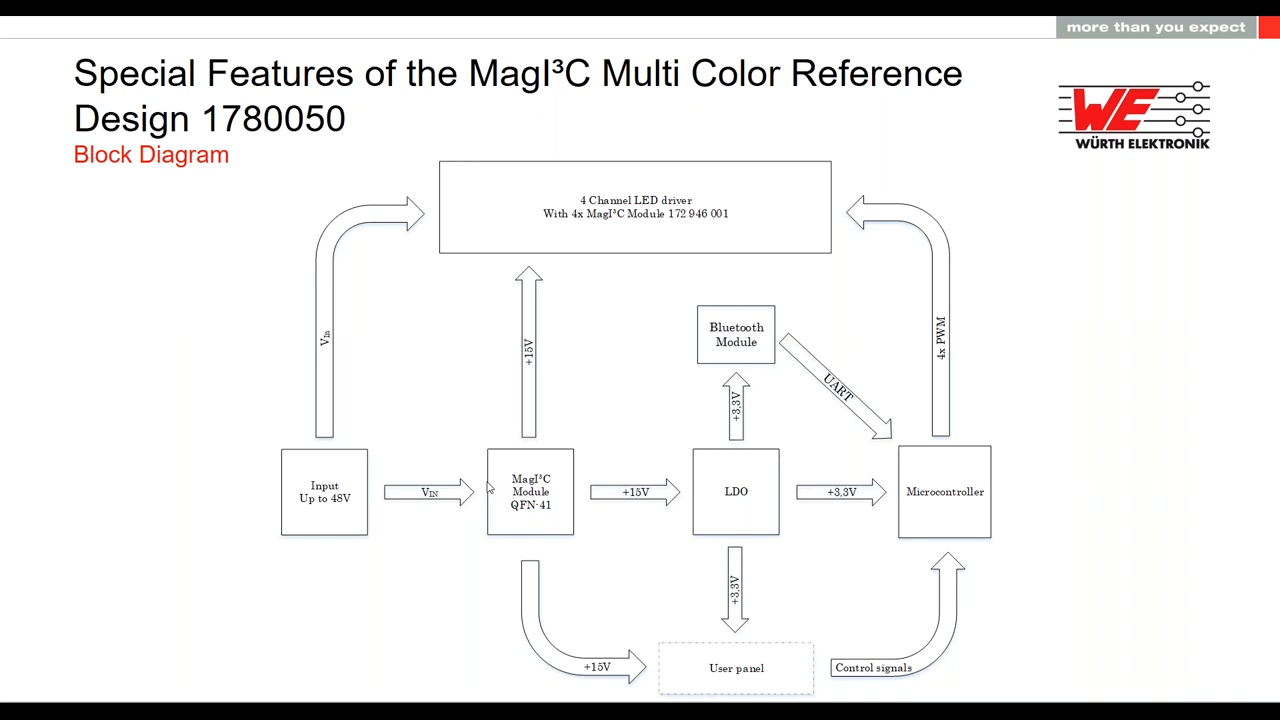 more than you expect
Special Features of the MagI³C Multi Color Reference
Design 1780050
Block Diagram
WE
WÜRTH ELEKTRONIK
4 Channel LED driver
With 4x MagI³C Module 172 946 001
VIn
+15V
Bluetooth
Module
+3,3V
UART
4x PWM
Input
Up to 48V
VIN
MagI³C
Module
QFN-41
+15V
LDO
+3,3V
Microcontroller
+3,3V
+15V
User panel
Control signals